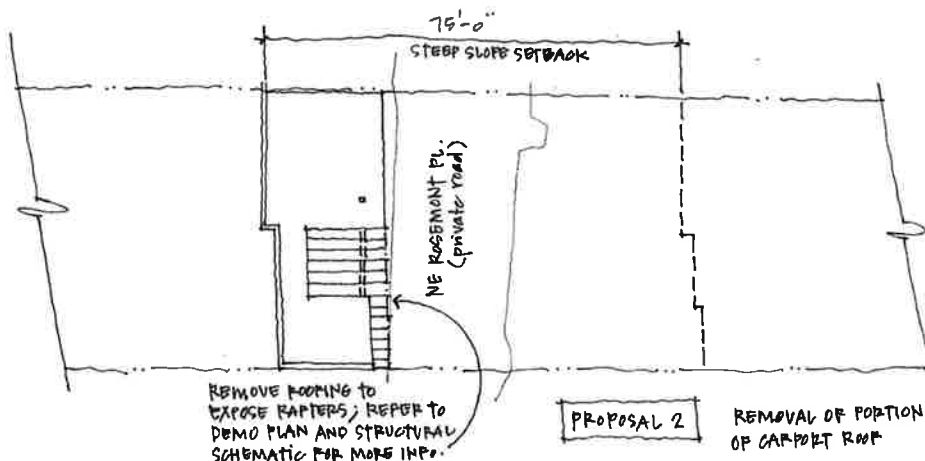 75'-0"
STEEP SLOPE SETBACK
NE ROSEMONT PL.
(private road)
REMOVE ROOFING TO
EXPOSE RAFTERS; REFER TO
DEMO PLAN AND STRUCTURAL
SCHEMATIC FOR MORE INFO.
PROPOSAL 2
REMOVAL OF PORTION
OF CARPORT ROOF